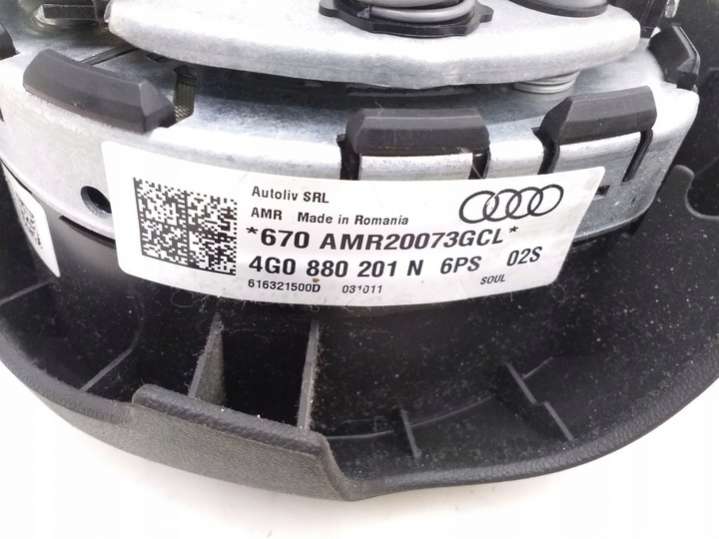 Autoliv SRL
AMR Made in Romania
*670 AMR20073GCL*
4G0 880 201 N 6PS 02S
616321500D 031011 SOUL